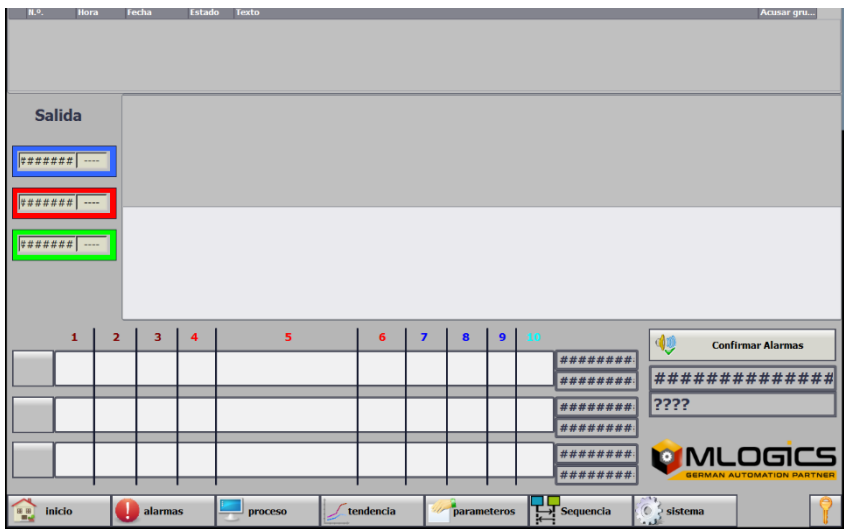 N.º. Hora Fecha Estado Texto Acusar gru...
Salida
####### ----
####### ----
####### ----
1 2 3 4 5 6 7 8 9 10
Confirmar Alarmas
########
########
##############
########
????
########
########
########
MLOGICS
GERMAN AUTOMATION PARTNER
inicio alarmas proceso tendencia parameteros Sequencia sistema